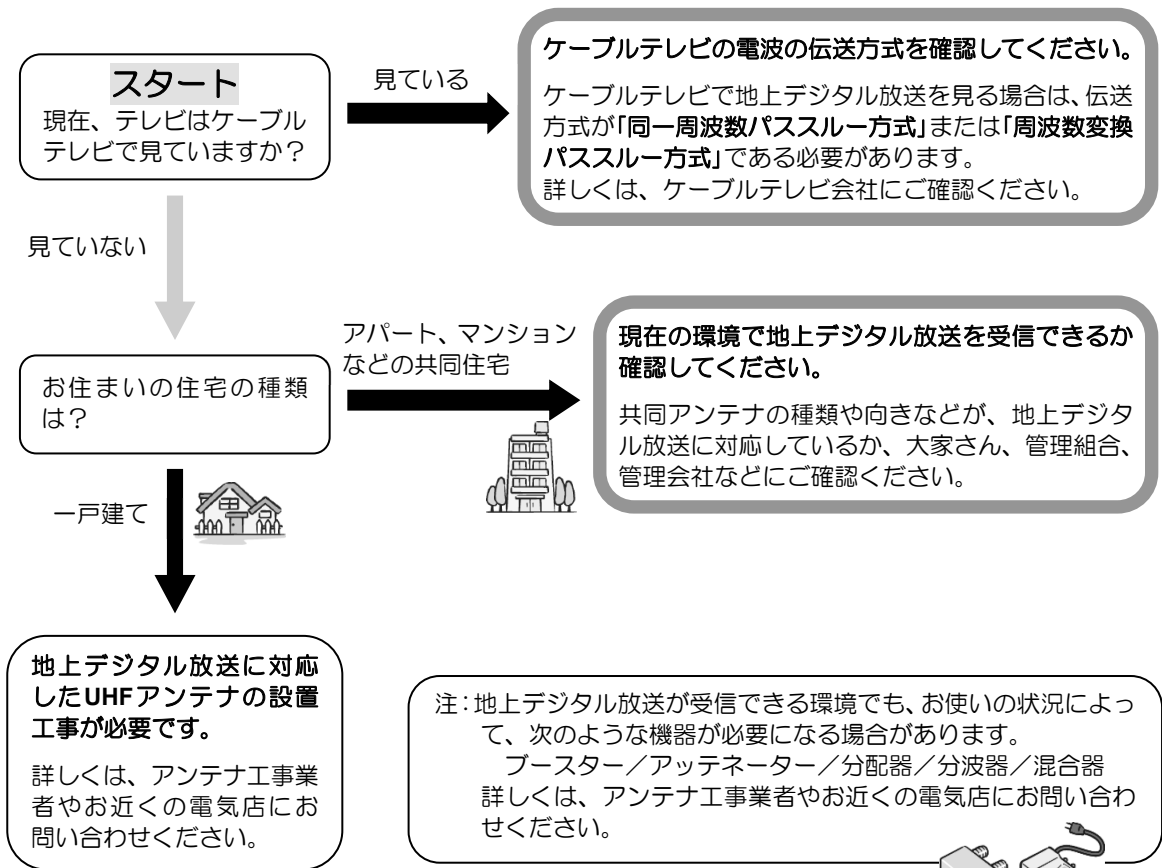 スタート
現在、テレビはケーブル
テレビで見ていますか？
見ている
ケーブルテレビの電波の伝送方式を確認してください。
ケーブルテレビで地上デジタル放送を見る場合は、伝送
方式が「同一周波数パススルー方式」または「周波数変換
パススルー方式」である必要があります。
詳しくは、ケーブルテレビ会社にご確認ください。
見ていない
お住まいの住宅の種類
は？
アパート、マンション
などの共同住宅
現在の環境で地上デジタル放送を受信できるか
確認してください。
共同アンテナの種類や向きなどが、地上デジタ
ル放送に対応しているか、大家さん、管理組合、
管理会社などにご確認ください。
一戸建て
地上デジタル放送に対応
したUHFアンテナの設置
工事が必要です。
詳しくは、アンテナ工事業
者やお近くの電気店にお
問い合わせください。
注：地上デジタル放送が受信できる環境でも、お使いの状況によっ
て、次のような機器が必要になる場合があります。
ブースター／アッテネーター／分配器／分波器／混合器
詳しくは、アンテナ工事業者やお近くの電気店にお問い合わ
せください。